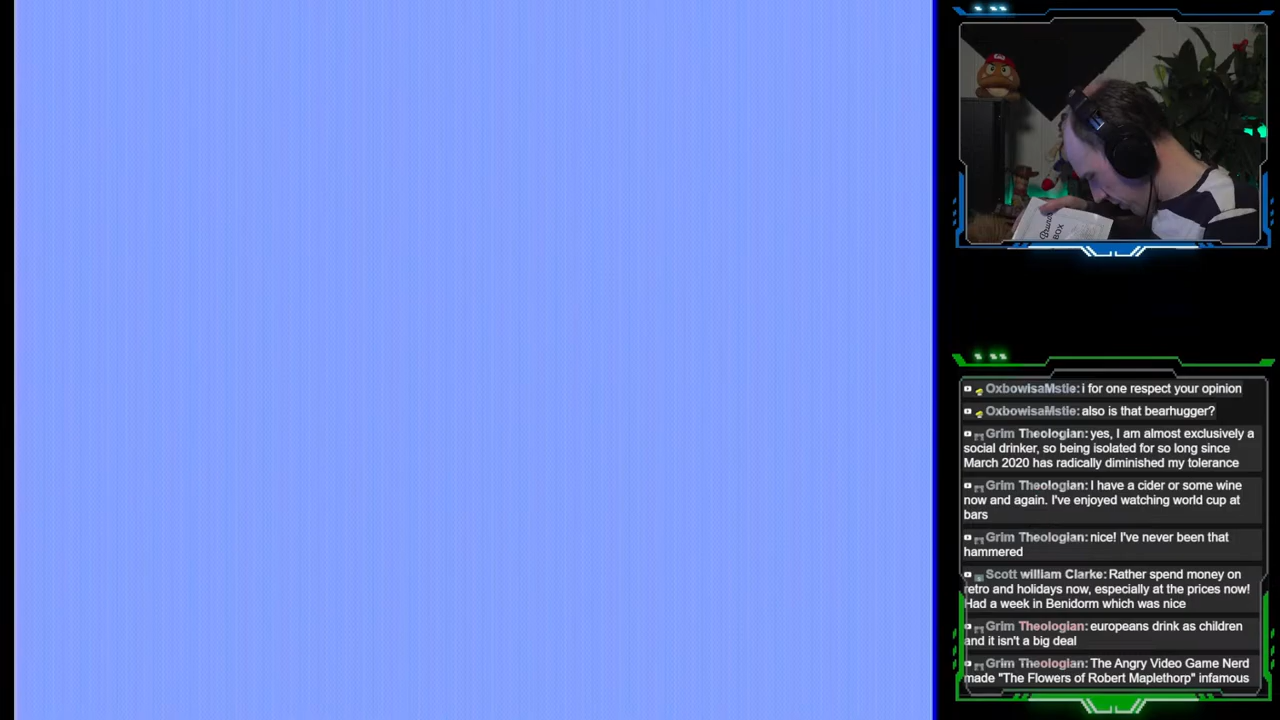 BOX
OxbowisaMstie: i for one respect your opinion
OxbowisaMstie: also is that bearhugger?
Grim Theologian: yes, I am almost exclusively a
social drinker, so being isolated for so long since
March 2020 has radically diminished my tolerance
Grim Theologian: I have a cider or some wine
now and again. I've enjoyed watching world cup at
bars
Grim Theologian: nice! I've never been that
hammered
Scott william Clarke: Rather spend money on
retro and holidays now, especially at the prices now!
Had a week in Benidorm which was nice
Grim Theologian: europeans drink as children
and it isn't a big deal
Grim Theologian: The Angry Video Game Nerd
made "The Flowers of Robert Maplethorp" infamous